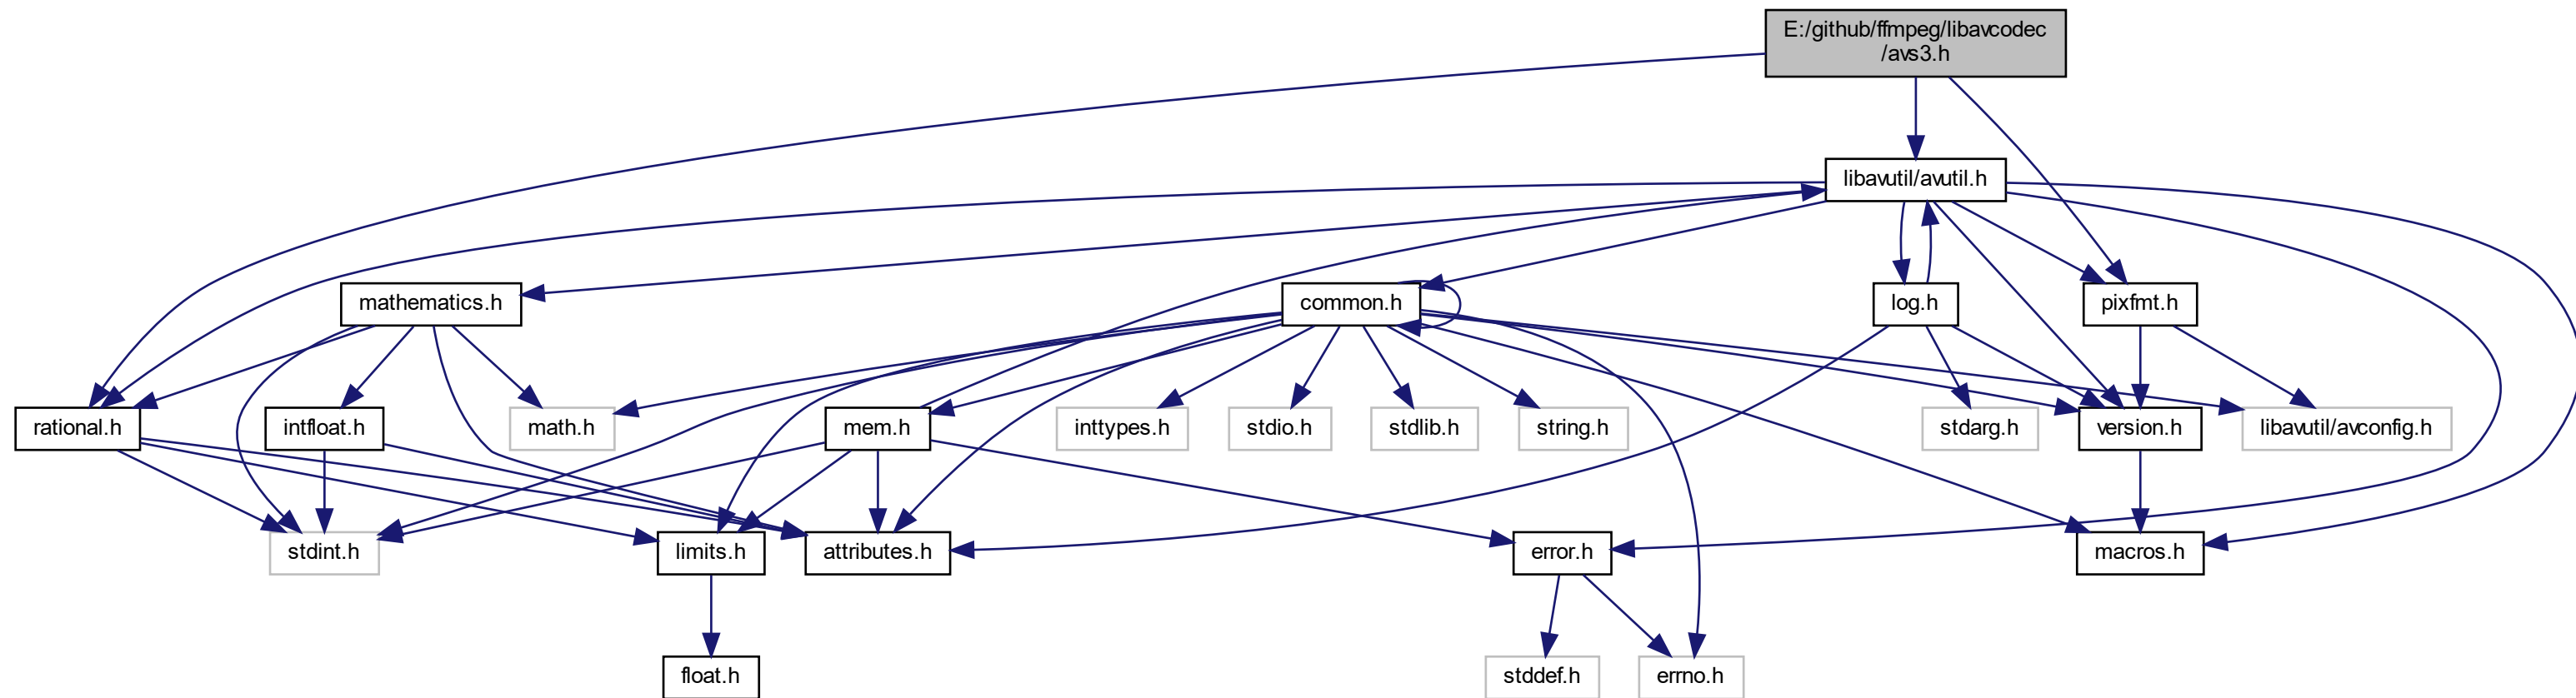 E:/github/ffmpeg/libavcodec
/avs3.h
libavutil/avutil.h
mathematics.h
common.h
log.h
pixfmt.h
rational.h
intfloat.h
math.h
mem.h
inttypes.h
stdio.h
stdlib.h
string.h
stdarg.h
version.h
libavutil/avconfig.h
stdint.h
limits.h
attributes.h
error.h
macros.h
float.h
stddef.h
errno.h